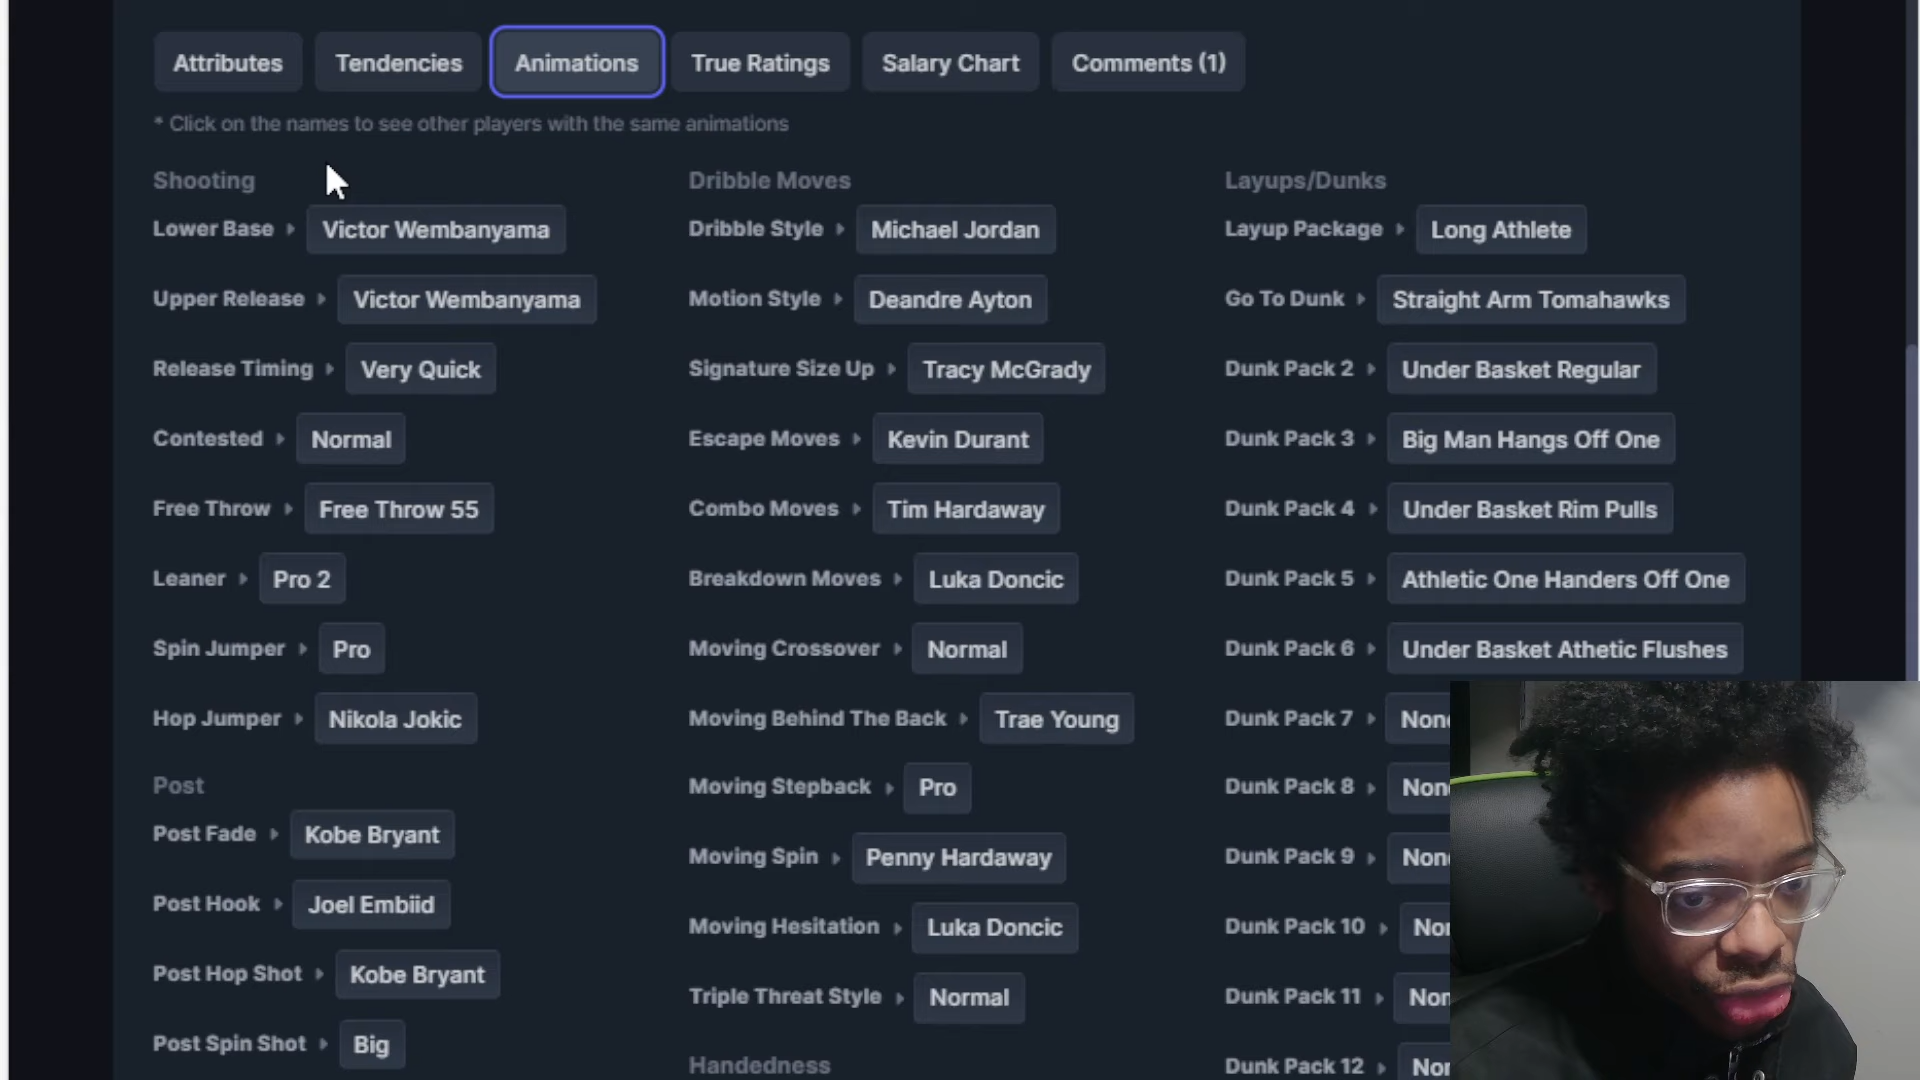 Attributes
Tendencies
Animations
True Ratings
Salary Chart
Comments (1)
* Click on the names to see other players with the same animations
Shooting
Lower Base Victor Wembanyama
Upper Release Victor Wembanyama
Release Timing Very Quick
Contested Normal
Free Throw Free Throw 55
Leaner Pro 2
Spin Jumper Pro
Hop Jumper Nikola Jokic
Post
Post Fade Kobe Bryant
Post Hook Joel Embiid
Post Hop Shot Kobe Bryant
Post Spin Shot Big
Dribble Moves
Dribble Style Michael Jordan
Motion Style Deandre Ayton
Signature Size Up Tracy McGrady
Escape Moves Kevin Durant
Combo Moves Tim Hardaway
Breakdown Moves Luka Doncic
Moving Crossover Normal
Moving Behind The Back Trae Young
Moving Stepback Pro
Moving Spin Penny Hardaway
Moving Hesitation Luka Doncic
Triple Threat Style Normal
Handedness
Layups/Dunks
Layup Package Long Athlete
Go To Dunk Straight Arm Tomahawks
Dunk Pack 2 Under Basket Regular
Dunk Pack 3 Big Man Hangs Off One
Dunk Pack 4 Under Basket Rim Pulls
Dunk Pack 5 Athletic One Handers Off One
Dunk Pack 6 Under Basket Athetic Flushes
Dunk Pack 7
Dunk Pack 8
Dunk Pack 9
Dunk Pack 10
Dunk Pack 11
Dunk Pack 12